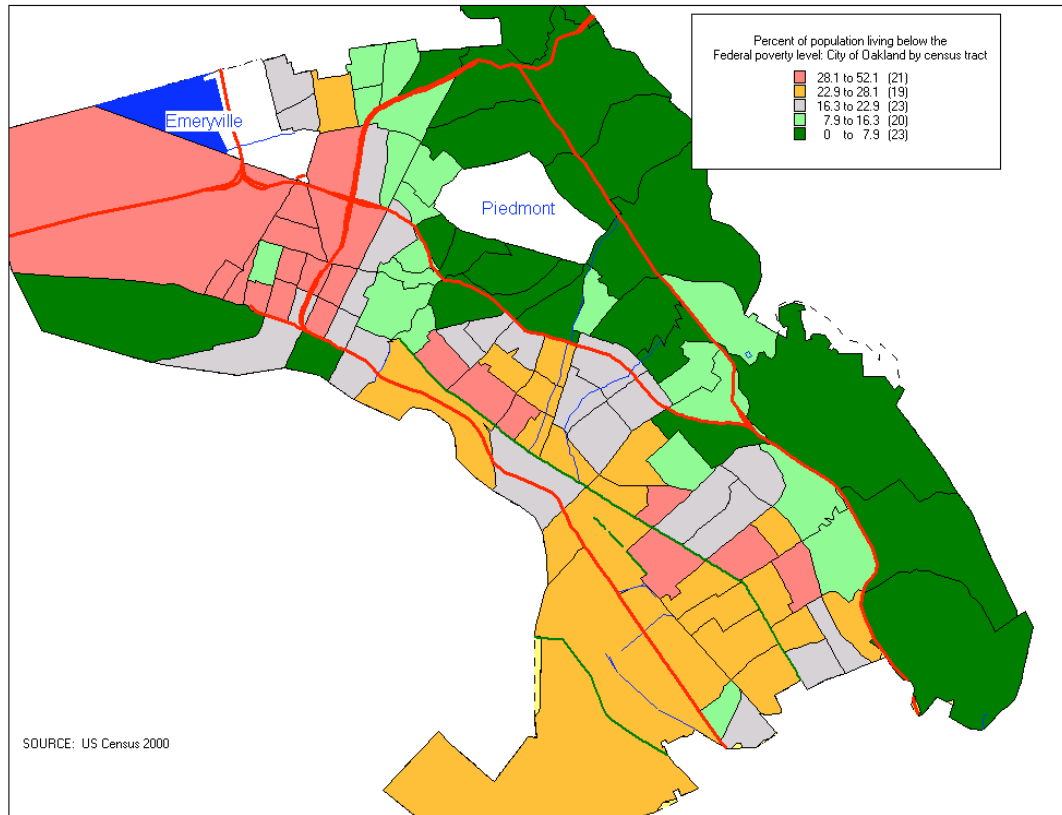 Percent of population living below the
Federal poverty level: City of Oakland by census tract
28.1 to 52.1 (21)
22.9 to 28.1 (19)
16.3 to 22.9 (23)
7.9 to 16.3 (20)
0 to 7.9 (23)
Emeryville
Piedmont
SOURCE: US Census 2000